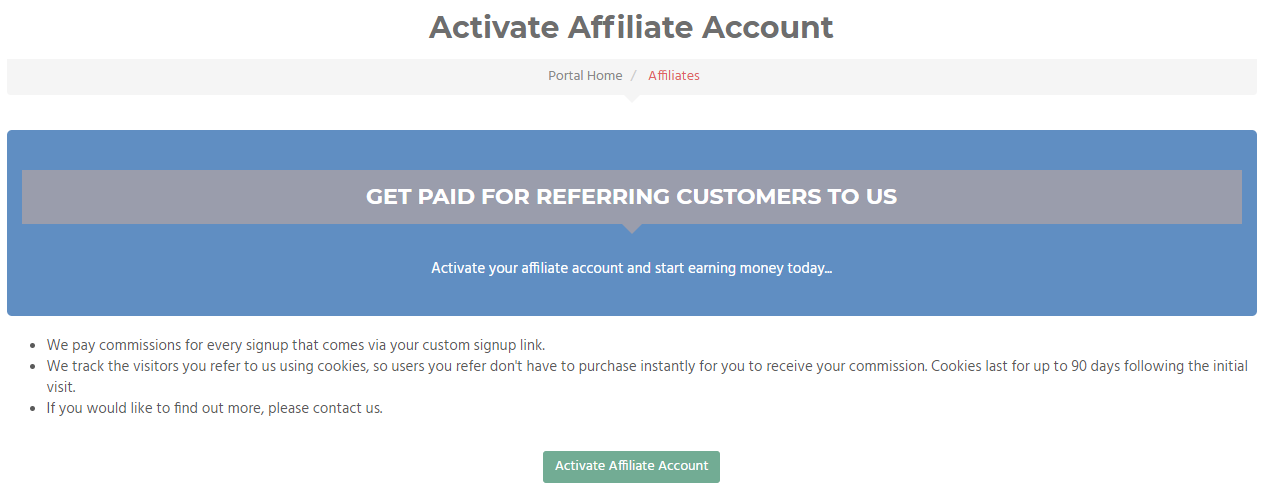 Activate Affiliate Account
Portal Home / Affiliates
GET PAID FOR REFERRING CUSTOMERS TO US
Activate your affiliate account and start earning money today...
• We pay commissions for every signup that comes via your custom signup link.
• We track the visitors you refer to us using cookies, so users you refer don't have to purchase instantly for you to receive your commission. Cookies last for up to 90 days following the initial
visit.
• If you would like to find out more, please contact us.
Activate Affiliate Account